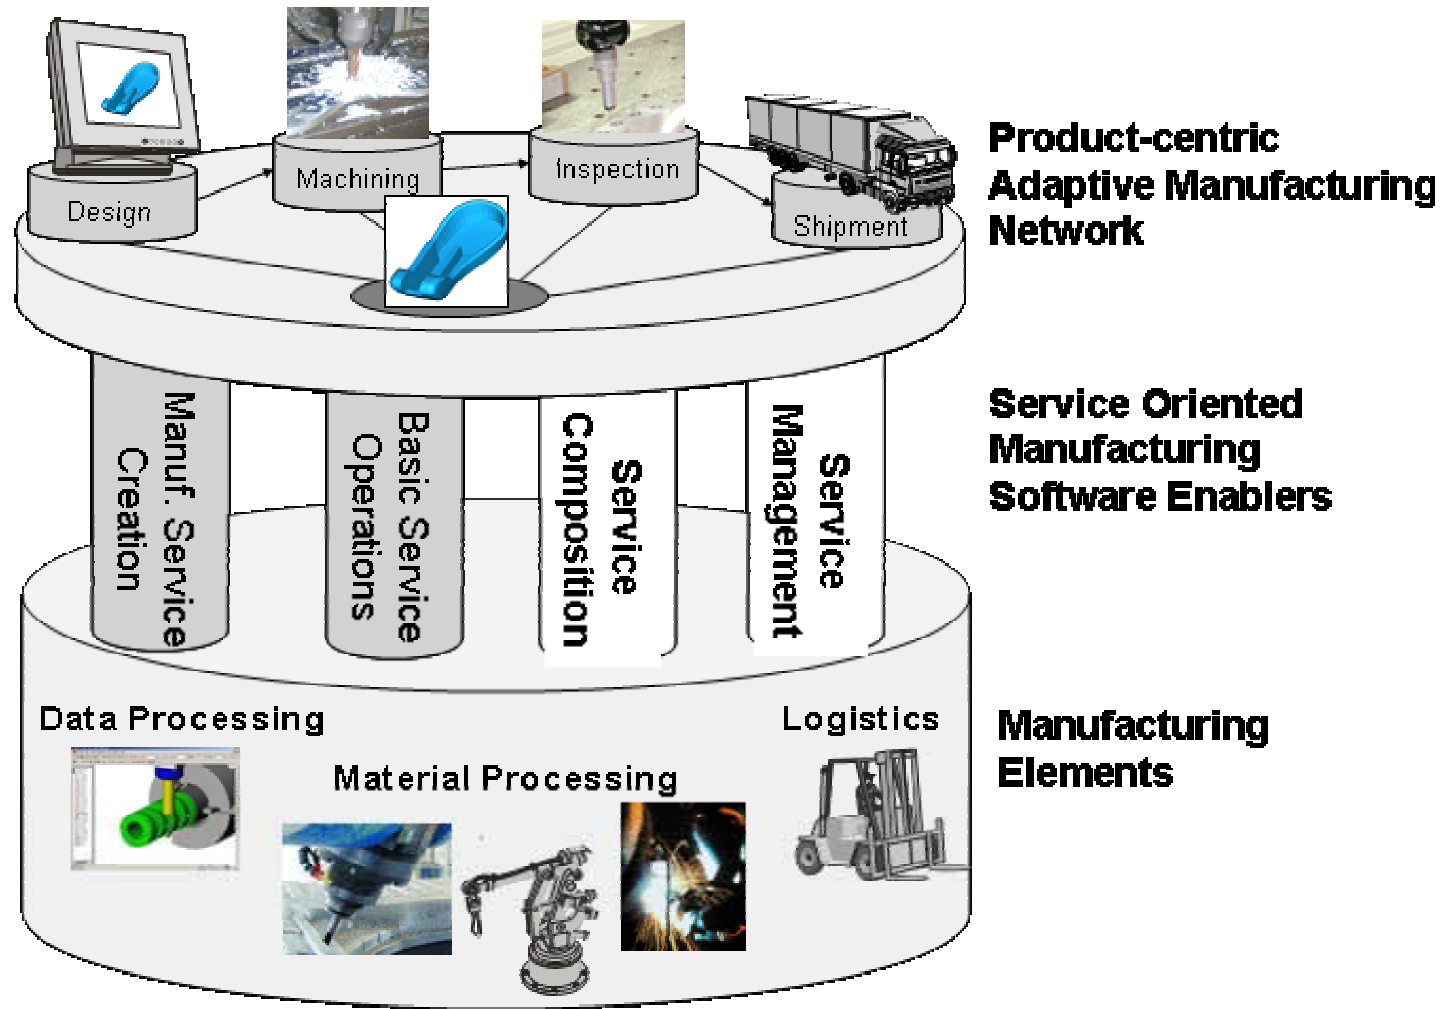 Machining
Inspection
Design
Shipment
Product-centric
Adaptive Manufacturing
Network
Manuf. Service
Creation
Basic Service
Operations
Service
Composition
Service
Management
Service Oriented
Manufacturing
Software Enablers
Data Processing
Material Processing
Logistics
Manufacturing
Elements